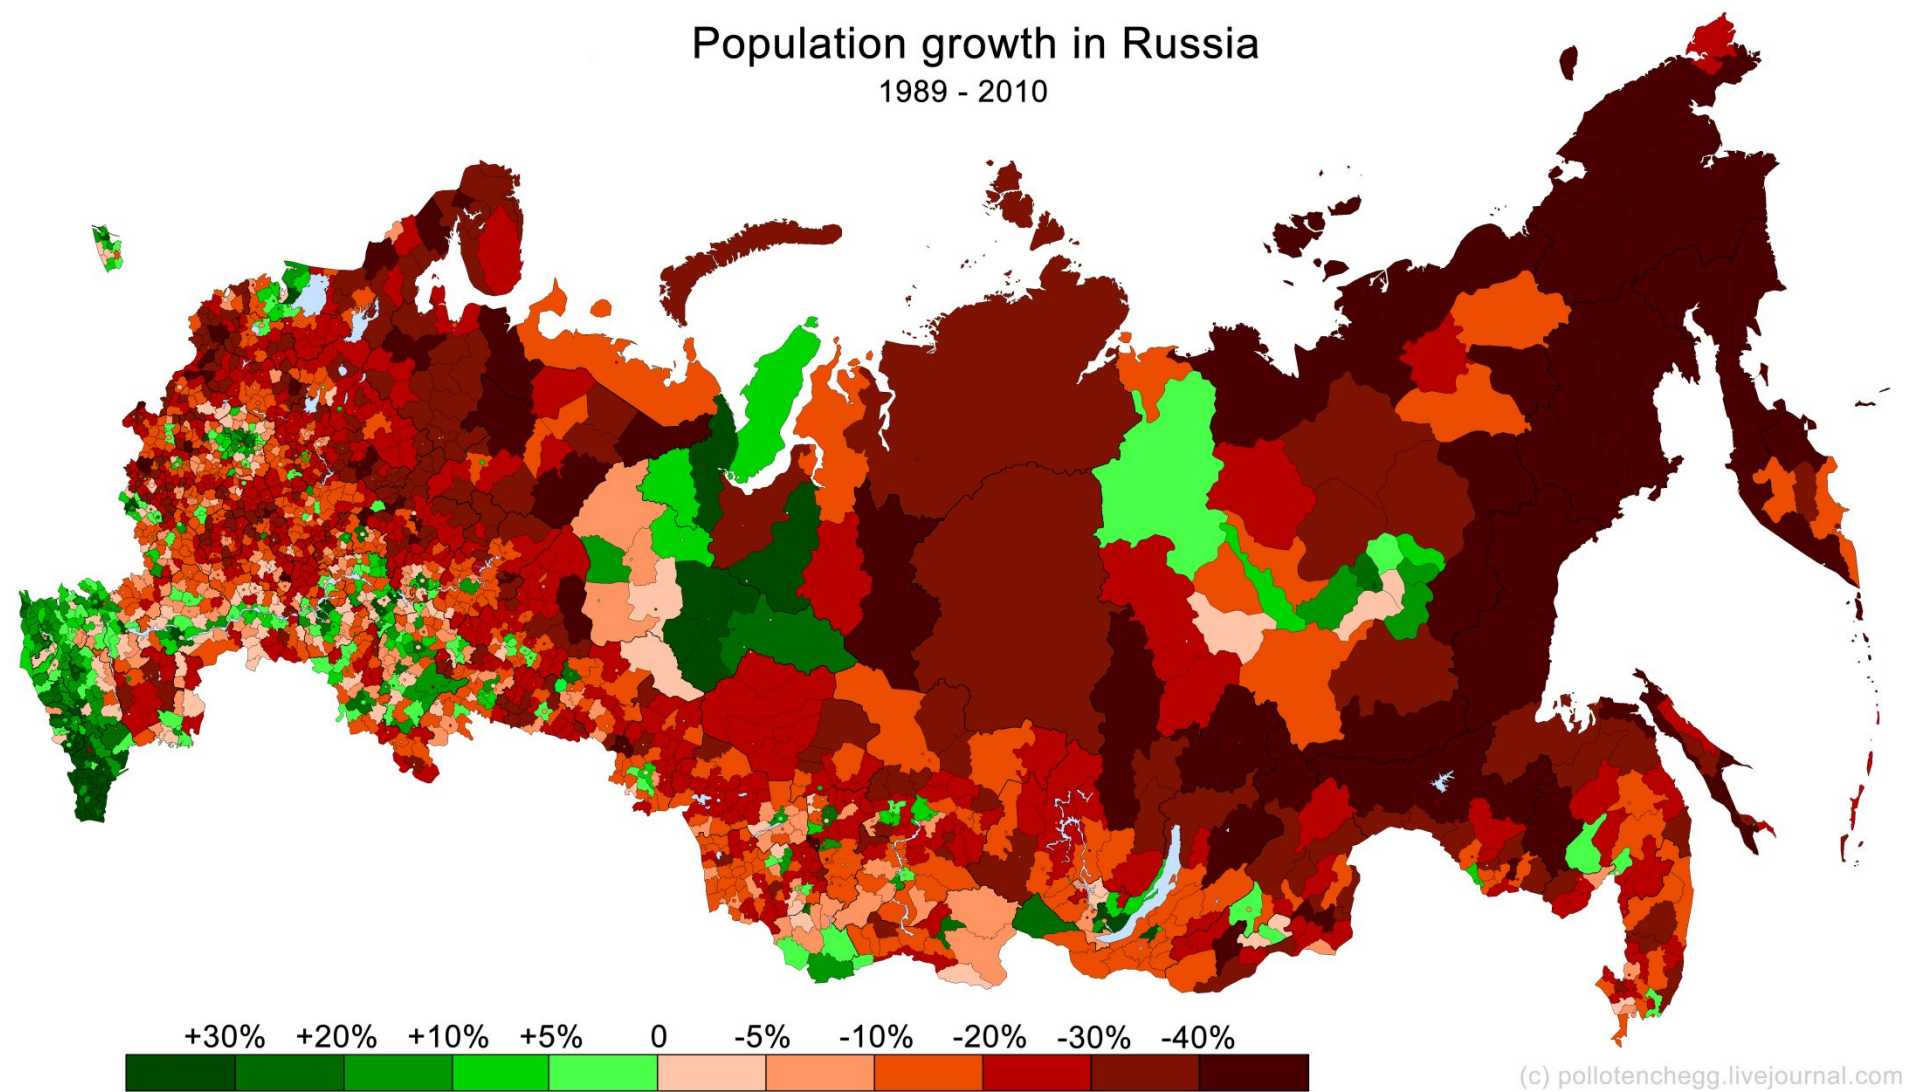 Population growth in Russia
1989 - 2010
+30% +20% +10% +5% 0 -5% -10% -20% -30% -40%
(c) pollotenchegg.livejournal.com